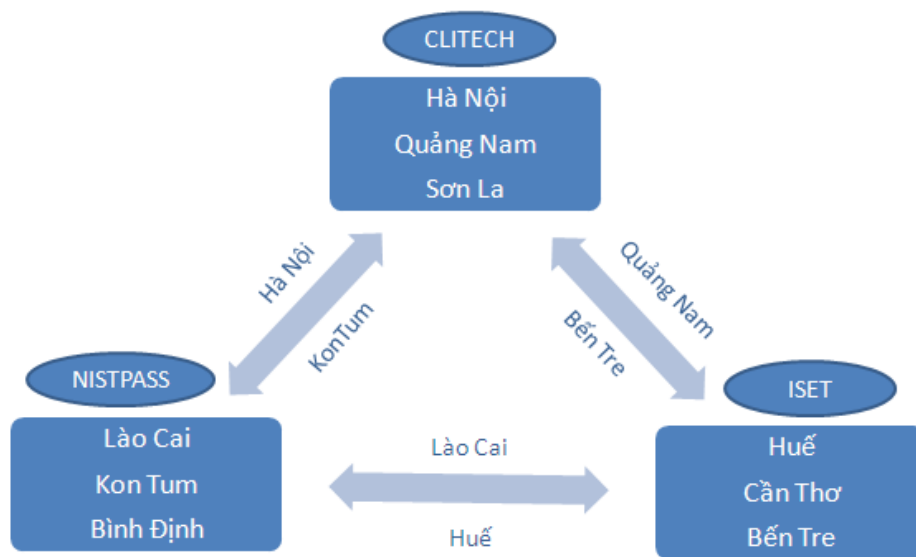 CLITECH
Hà Nội
Quảng Nam
Sơn La
Hà Nội
KonTum
Quảng Nam
Bến Tre
NISTPASS
Lào Cai
Kon Tum
Bình Định
Lào Cai
Huế
ISET
Huế
Cần Thơ
Bến Tre